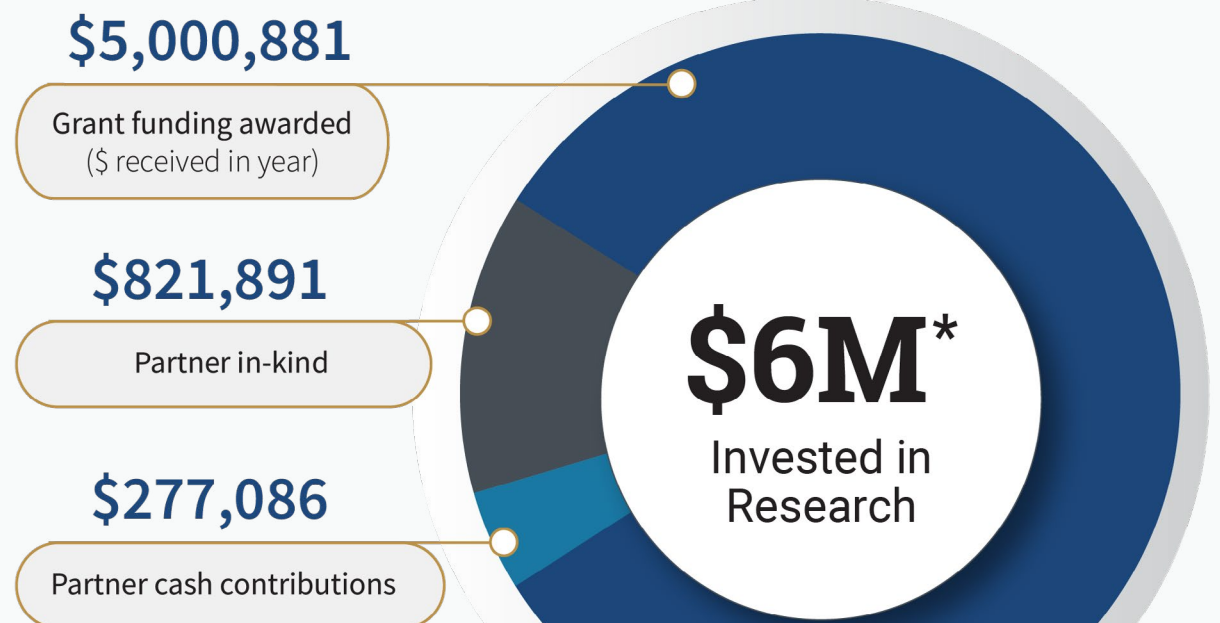 $5,000,881
Grant funding awarded
($ received in year)
$821,891
Partner in-kind
$277,086
Partner cash contributions
$6M*
Invested in
Research